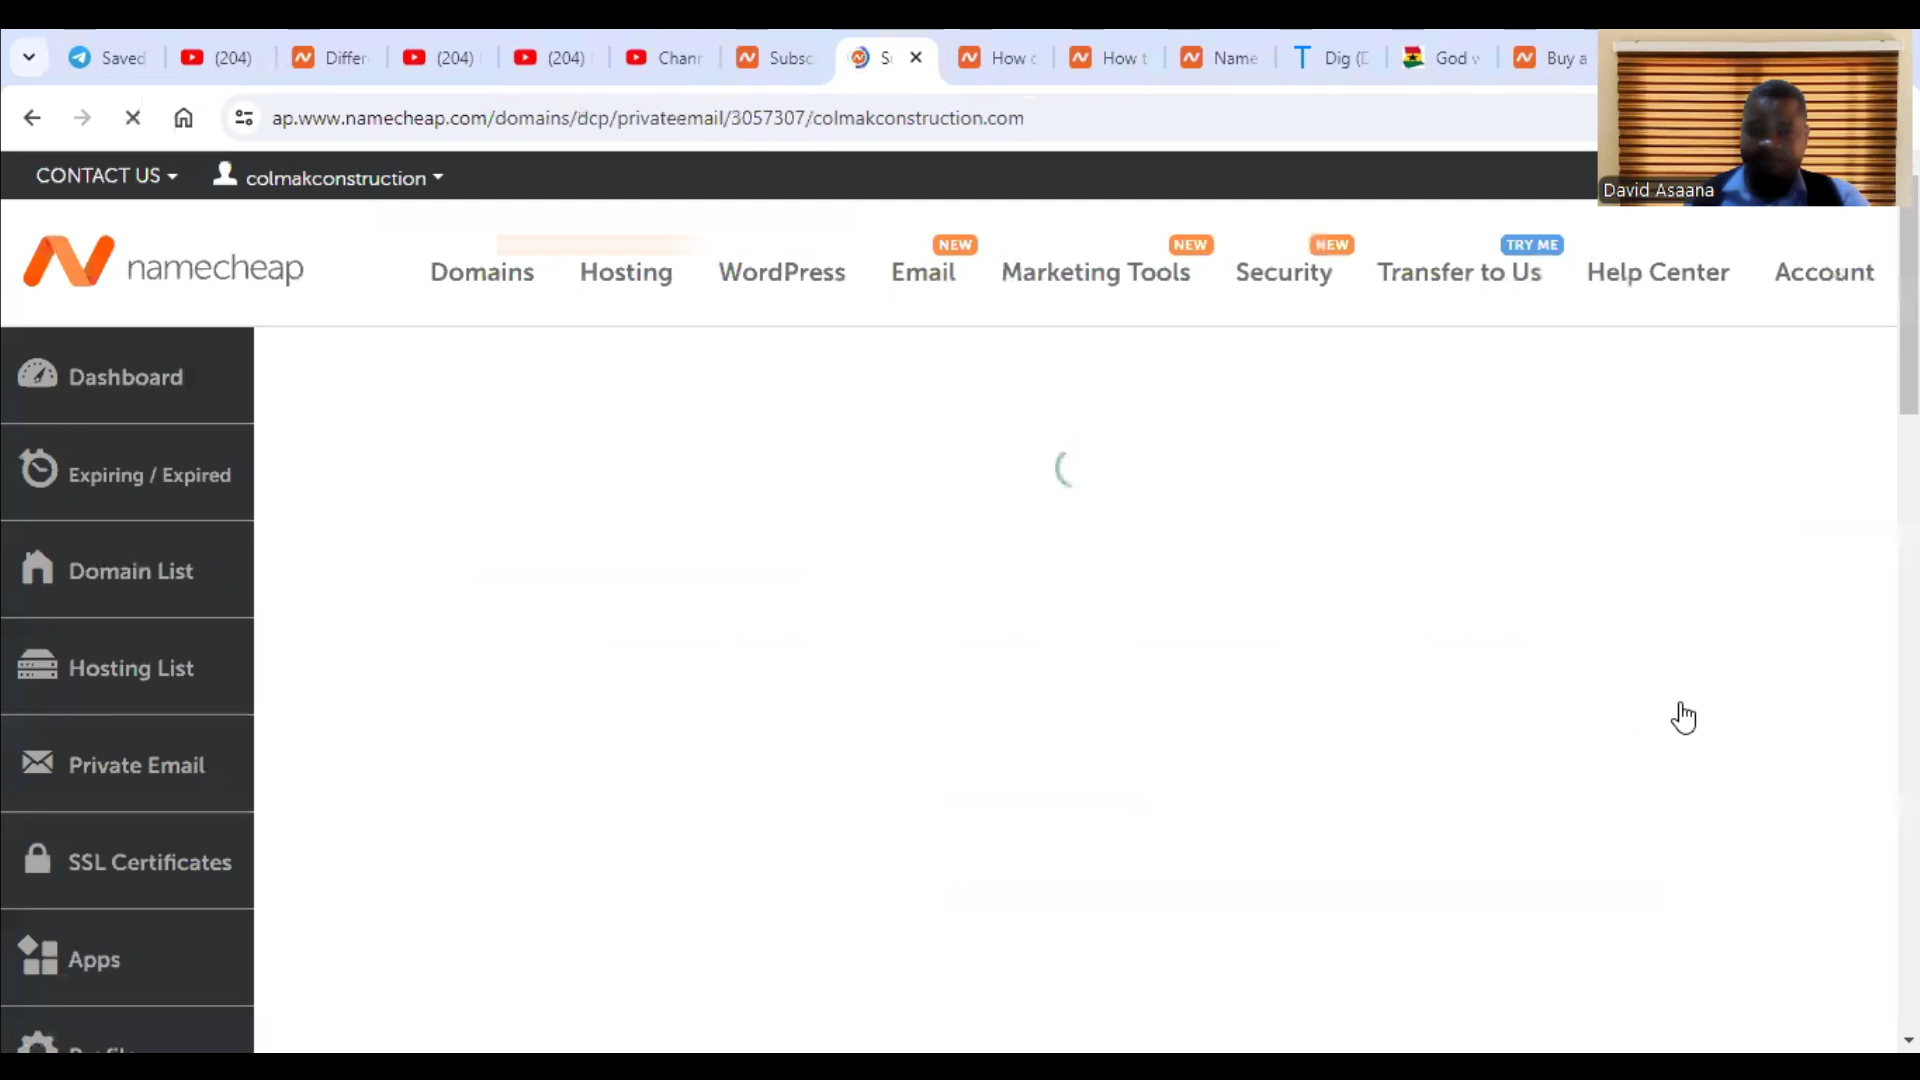 Saved
(204)
Differ
(204)
(204)
Chann
Subsc
S
How c
How t
Name
Dig (D
God v
Buy a
ap.www.namecheap.com/domains/dcp/privateemail/3057307/colmakconstruction.com
David Asaana
CONTACT US
colmakconstruction
namecheap
Domains
Hosting
WordPress
NEW
Email
NEW
Marketing Tools
NEW
Security
TRY ME
Transfer to Us
Help Center
Account
Dashboard
Expiring / Expired
Domain List
Hosting List
Private Email
SSL Certificates
Apps